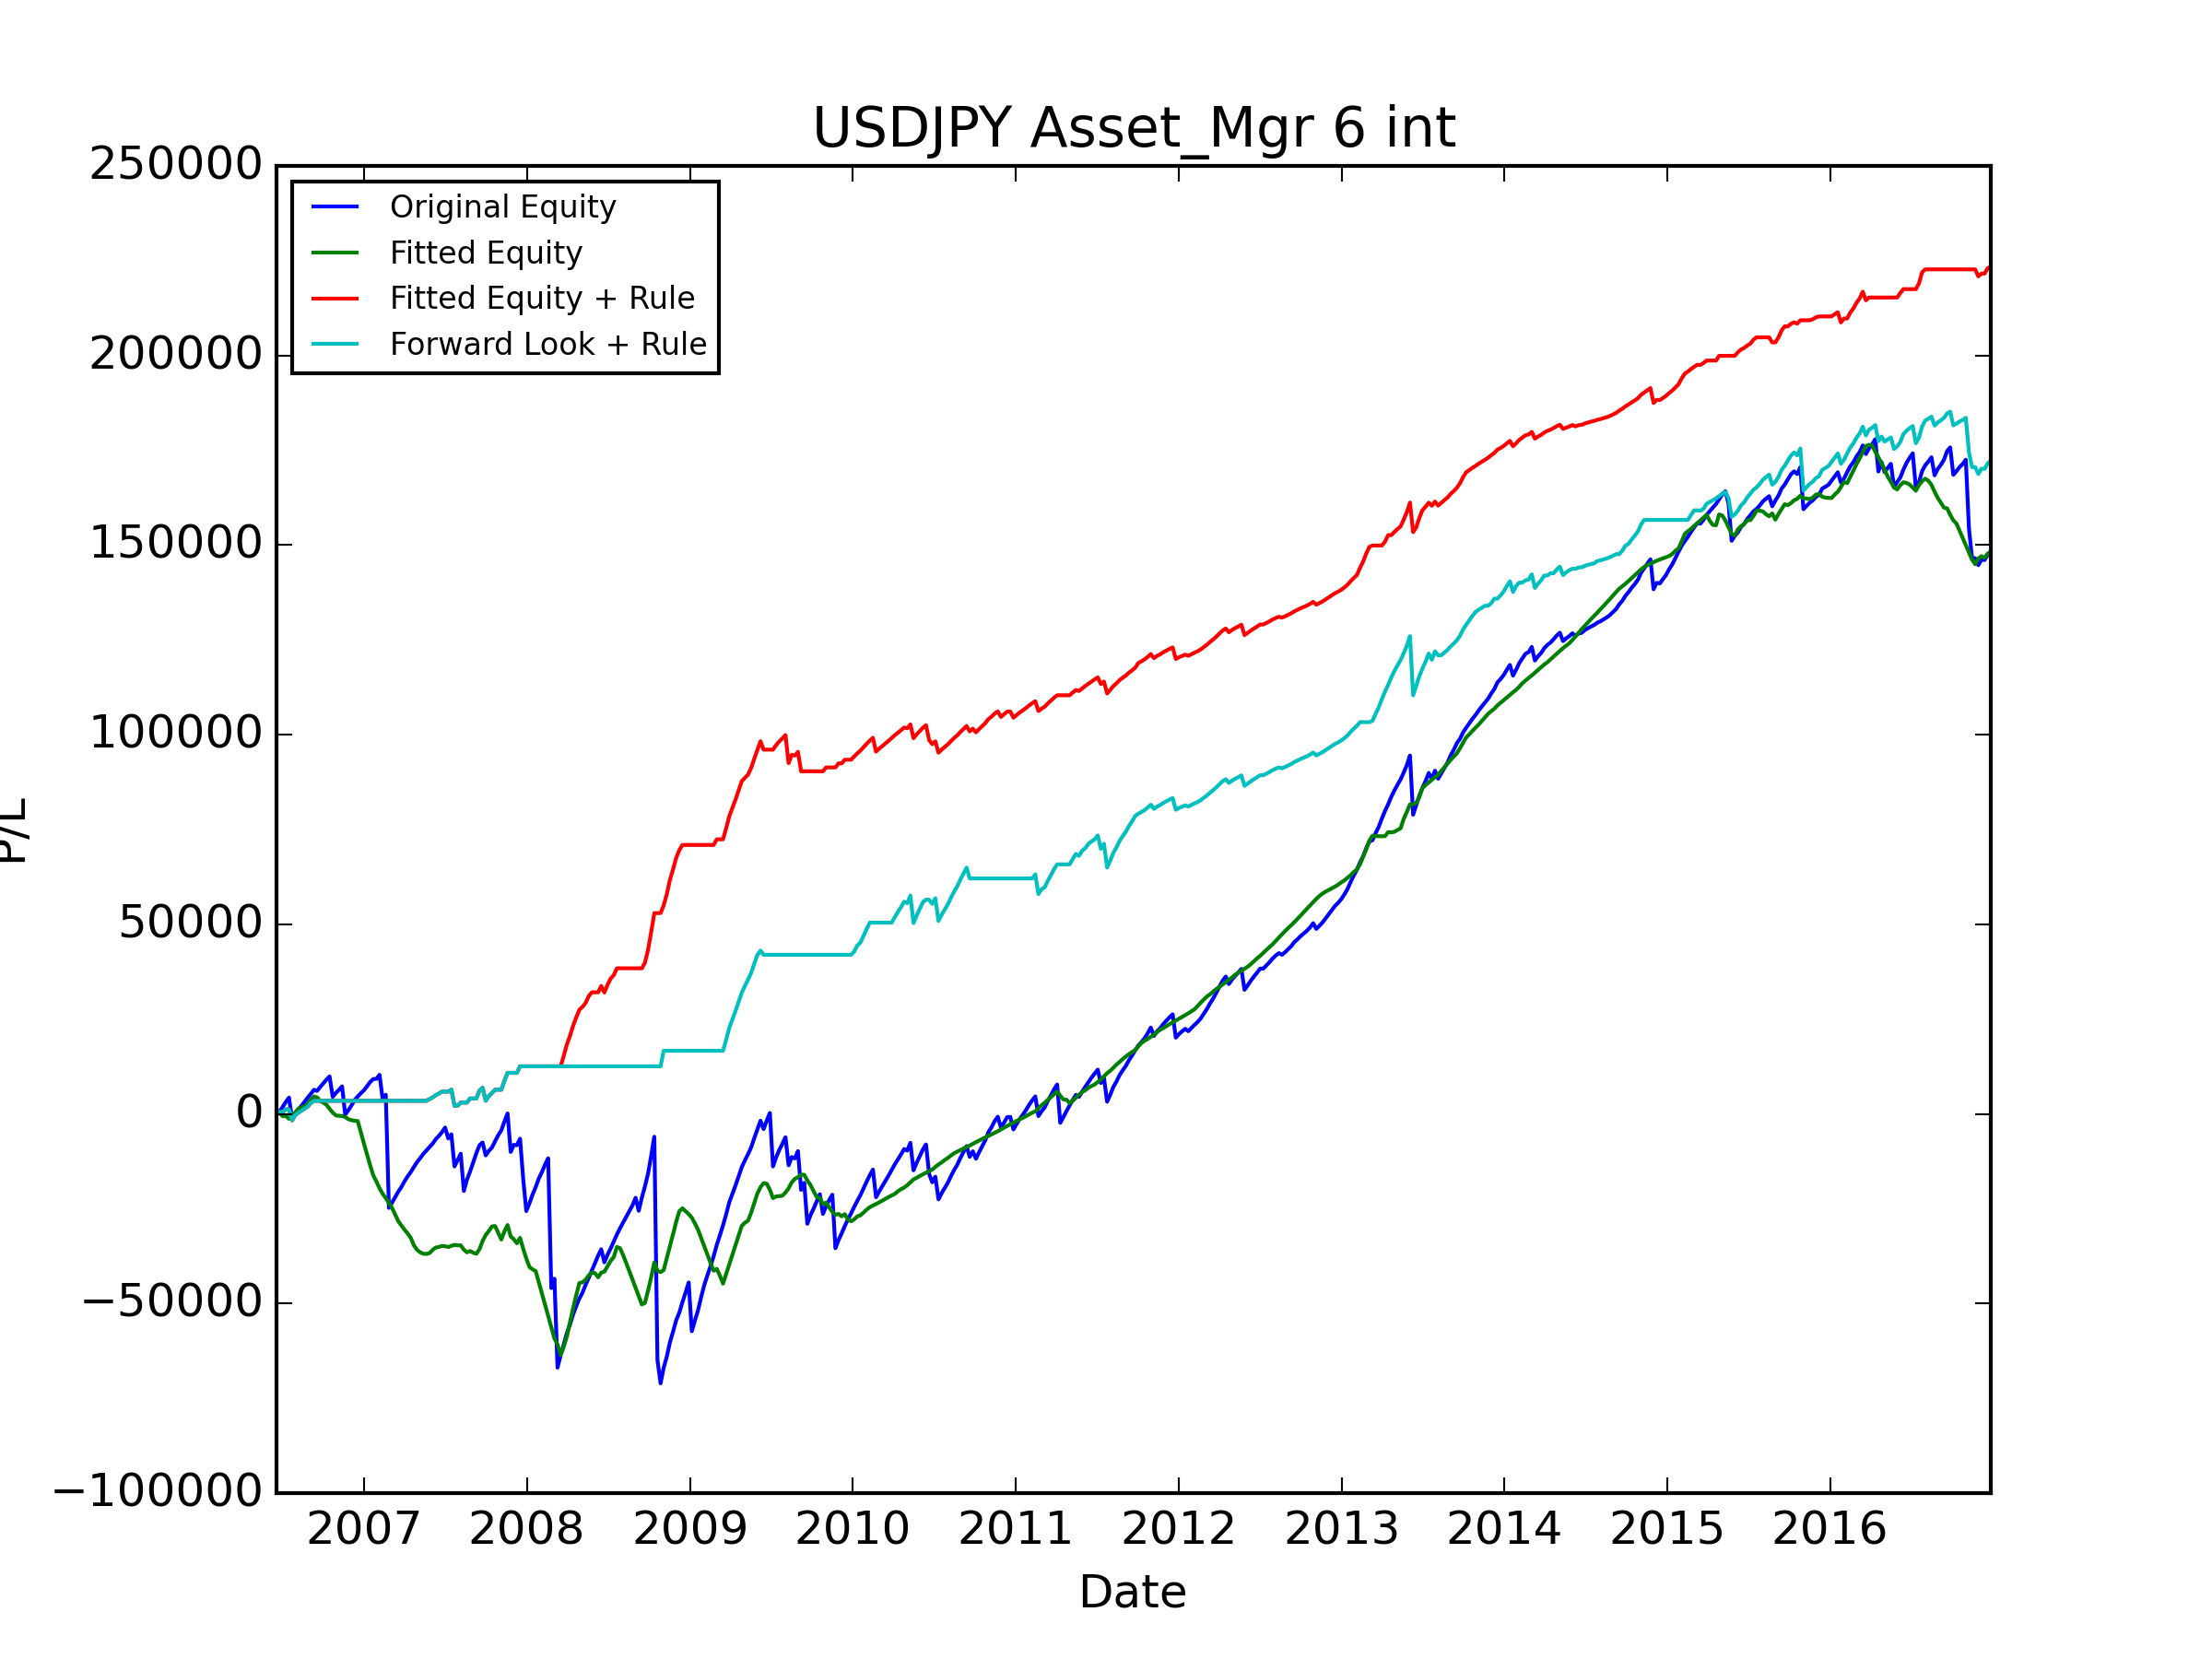 USDJPY Asset_Mgr 6 int
250000
200000
150000
100000
50000
0
−50000
−100000
Original Equity
Fitted Equity
Fitted Equity + Rule
Forward Look + Rule
P/L
2007 2008 2009 2010 2011 2012 2013 2014 2015 2016
Date